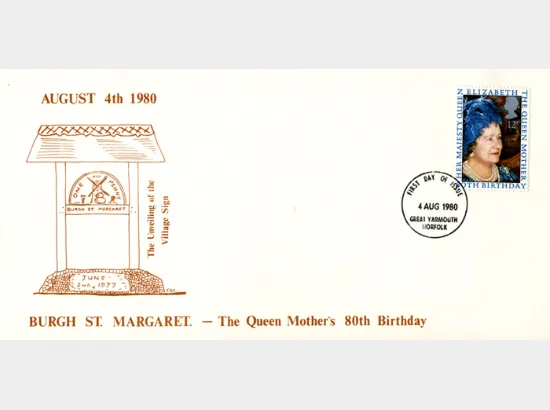 AUGUST 4th 1980
ELIZABETH
HER MAJESTY QUEEN
THE QUEEN MOTHER
80TH BIRTHDAY
12
FIRST DAY OF ISSUE
4 AUG 1980
GREAT YARMOUTH
NORFOLK
BURGH ST. MARGARET
JUNE
2nd, 1977
The Unveiling of the
Village Sign
BURGH ST. MARGARET. – The Queen Mother's 80th Birthday